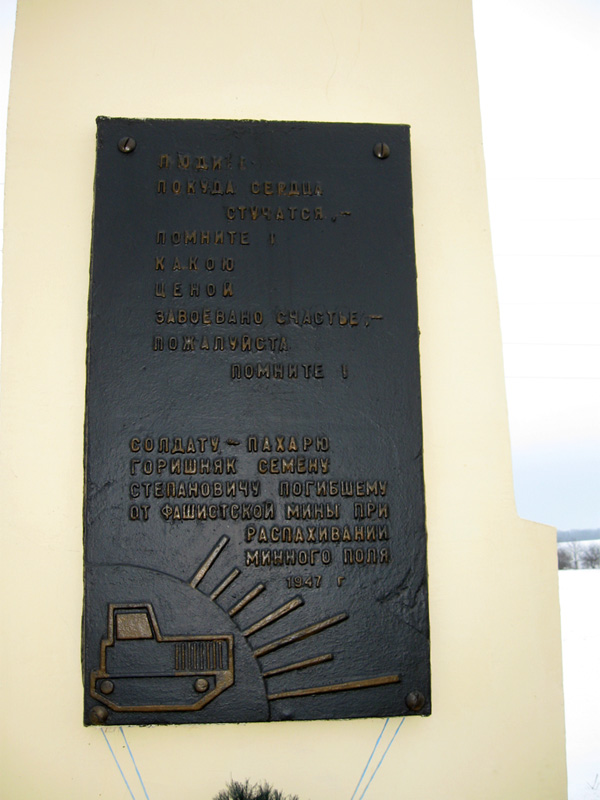 ЛЮДИ!
ПОКУДА СЕРДЦА
СТУЧАТСЯ,–
ПОМНИТЕ!
КАКОЮ
ЦЕНОЙ
ЗАВОЕВАНО СЧАСТЬЕ,–
ПОЖАЛУЙСТА
ПОМНИТЕ!
СОЛДАТУ–ПАХАРЮ
ГОРИШНЯК СЕМЁНУ
СТЕПАНОВИЧУ ПОГИБШЕМУ
ОТ ФАШИСТСКОЙ МИНЫ ПРИ
РАСПАХИВАНИИ
МИННОГО ПОЛЯ
1947 г